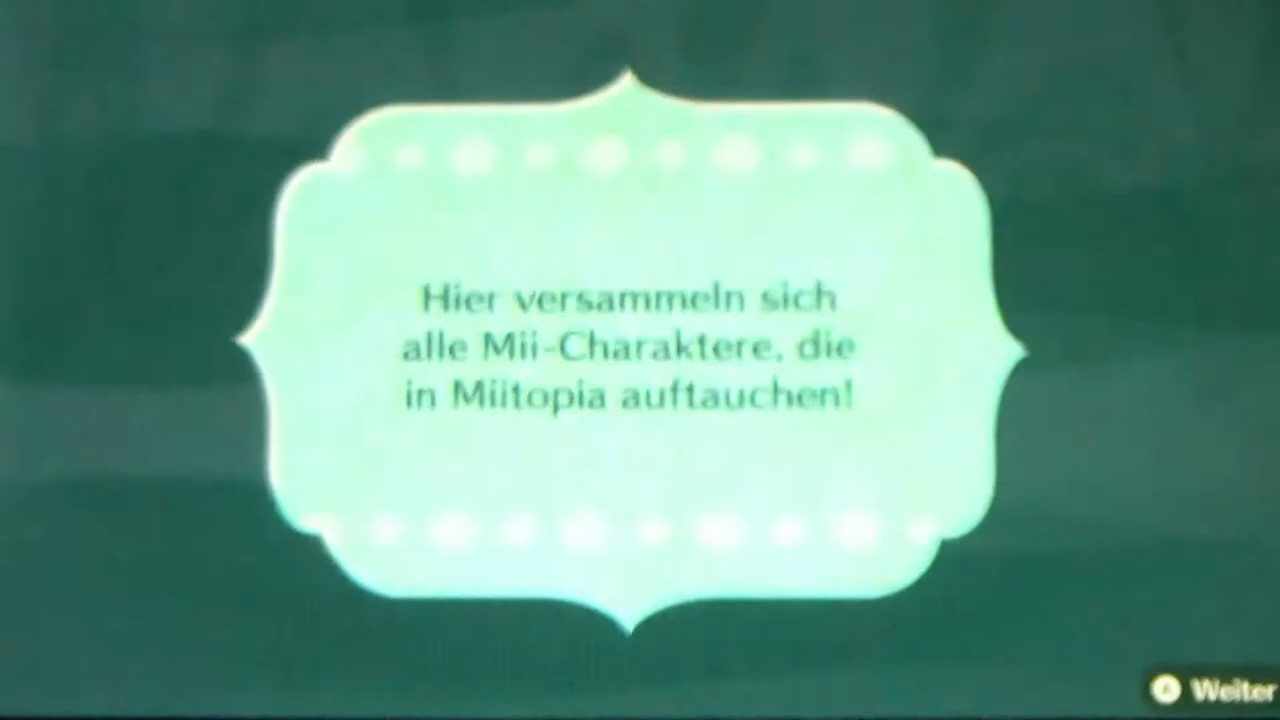 Hier versammeln sich
alle Mii-Charaktere, die
in Miitopia auftauchen!
Weiter